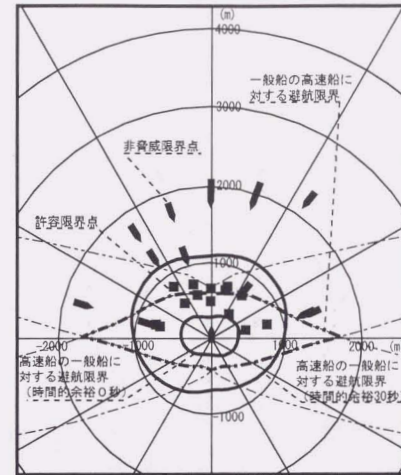 (m)
4000
一般船の高速船に
対する避航限界
3000
非脅威限界点
2000
許容限界点
1000
-2000
-1000
1000
2000
(m)
高速船の一般船に
対する避航限界
(時間的余裕0秒)
高速船の一般船に
対する避航限界
(時間的余裕30秒)
-1000